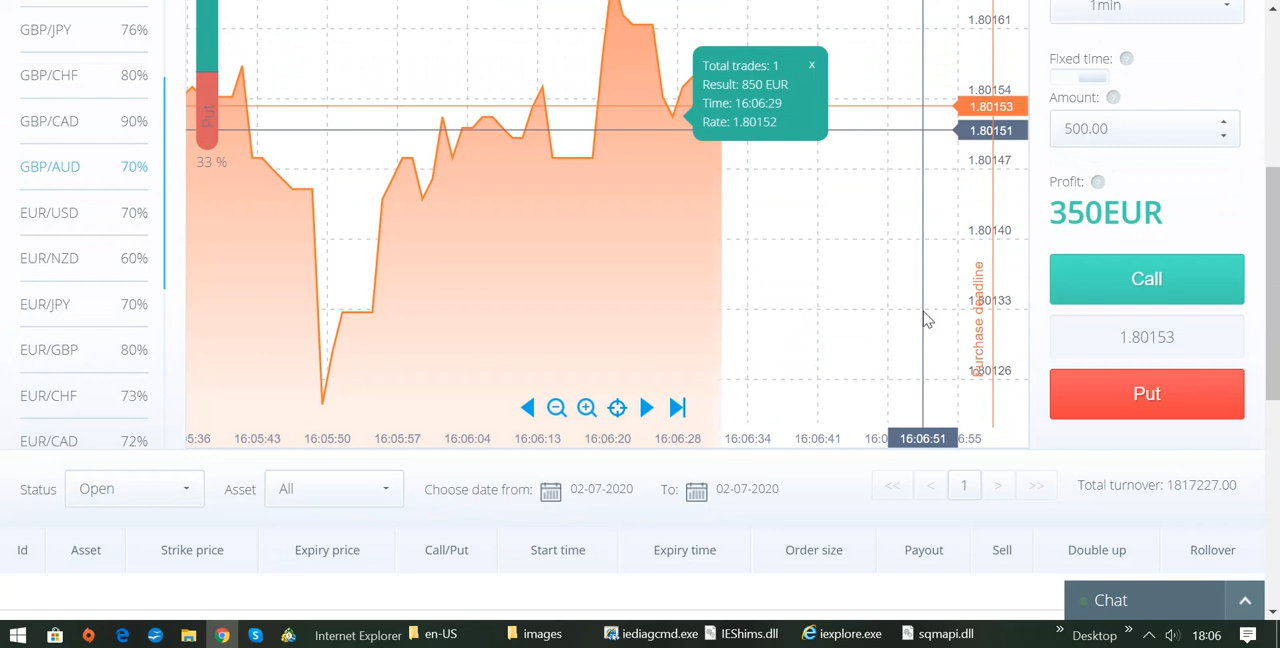 GBP/JPY 76%
GBP/CHF 80%
GBP/CAD 90%
GBP/AUD 70%
EUR/USD 70%
EUR/NZD 60%
EUR/JPY 70%
EUR/GBP 80%
EUR/CHF 73%
EUR/CAD 72%
Put
33 %
Total trades: 1 x
Result: 850 EUR
Time: 16:06:29
Rate: 1.80152
1.80161
1.80154
1.80153
1.80151
1.80147
1.80140
1.80133
1.80126
Purchase deadline
5:36 16:05:43 16:05:50 16:05:57 16:06:04 16:06:13 16:06:20 16:06:28 16:06:34 16:06:41 16:0 16:06:51 6:55
1min
Fixed time: ?
Amount: ?
500.00
Profit: ?
350EUR
Call
1.80153
Put
Status Open Asset All Choose date from: 02-07-2020 To: 02-07-2020 << < 1 > >> Total turnover: 1817227.00
Id Asset Strike price Expiry price Call/Put Start time Expiry time Order size Payout Sell Double up Rollover
Chat
Internet Explorer en-US images iediagcmd.exe IEShims.dll iexplore.exe sqmapi.dll » Desktop » 18:06